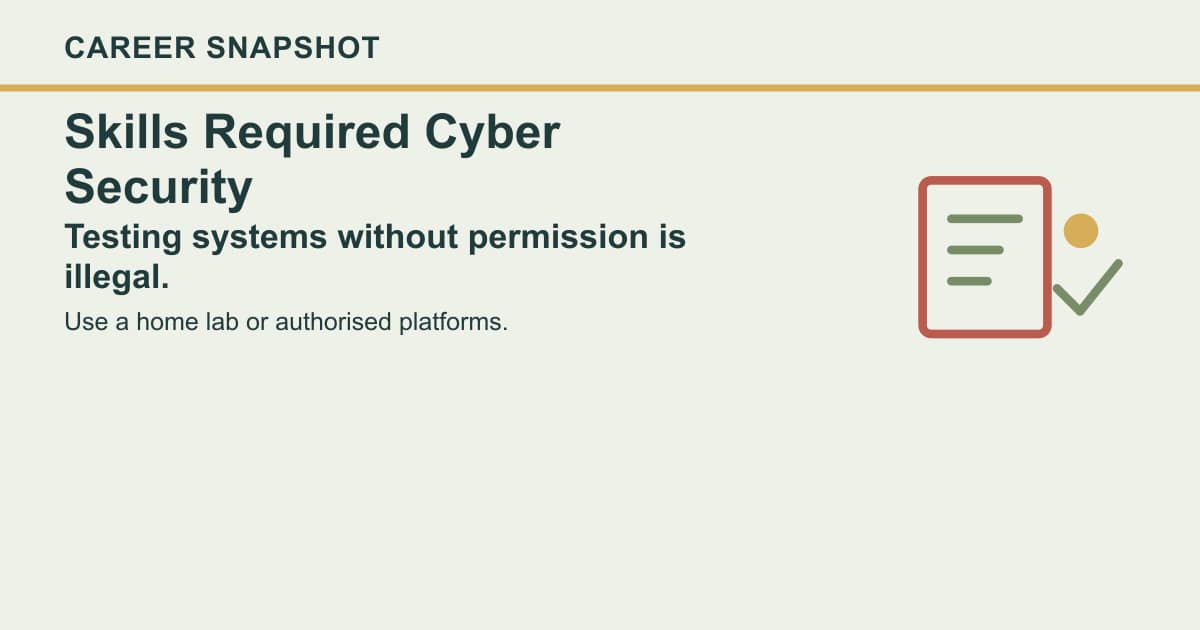 CAREER SNAPSHOT
Skills Required Cyber
Security
Testing systems without permission is
illegal.
Use a home lab or authorised platforms.